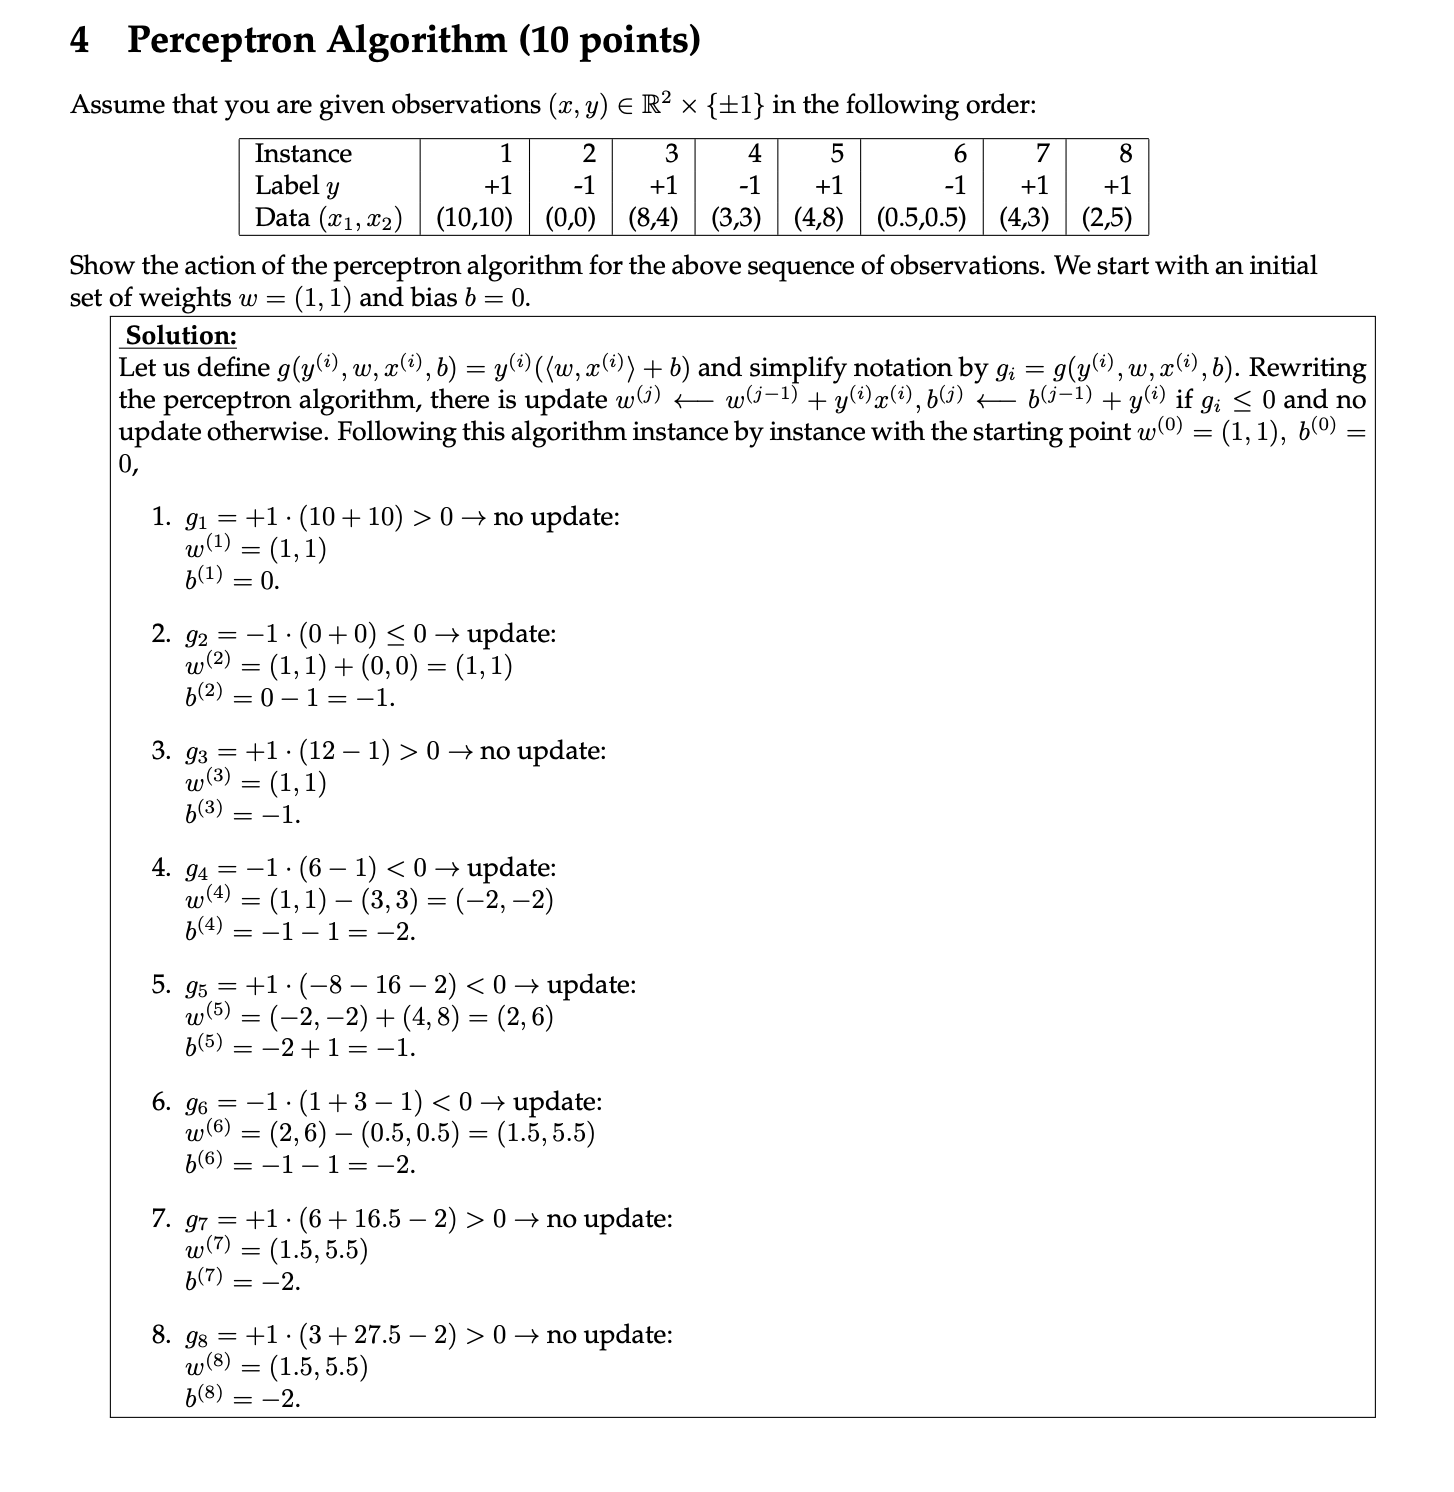 4 Perceptron Algorithm (10 points)
Assume that you are given observations (x, y) ∈ ℝ² × {±1} in the following order:
Instance 1 2 3 4 5 6 7 8
Label y +1 -1 +1 -1 +1 -1 +1 +1
Data (x₁, x₂) (10,10) (0,0) (8,4) (3,3) (4,8) (0.5,0.5) (4,3) (2,5)
Show the action of the perceptron algorithm for the above sequence of observations. We start with an initial
set of weights w = (1, 1) and bias b = 0.
Solution:
Let us define g(y⁽ⁱ⁾, w, x⁽ⁱ⁾, b) = y⁽ⁱ⁾(⟨w, x⁽ⁱ⁾⟩ + b) and simplify notation by gᵢ = g(y⁽ⁱ⁾, w, x⁽ⁱ⁾, b). Rewriting
the perceptron algorithm, there is update w⁽ʲ⁾ ⟵ w⁽ʲ⁻¹⁾ + y⁽ⁱ⁾x⁽ⁱ⁾, b⁽ʲ⁾ ⟵ b⁽ʲ⁻¹⁾ + y⁽ⁱ⁾ if gᵢ ≤ 0 and no
update otherwise. Following this algorithm instance by instance with the starting point w⁽⁰⁾ = (1, 1), b⁽⁰⁾ =
0,
1. g₁ = +1 · (10 + 10) > 0 → no update:
w⁽¹⁾ = (1, 1)
b⁽¹⁾ = 0.
2. g₂ = −1 · (0 + 0) ≤ 0 → update:
w⁽²⁾ = (1, 1) + (0, 0) = (1, 1)
b⁽²⁾ = 0 − 1 = −1.
3. g₃ = +1 · (12 − 1) > 0 → no update:
w⁽³⁾ = (1, 1)
b⁽³⁾ = −1.
4. g₄ = −1 · (6 − 1) < 0 → update:
w⁽⁴⁾ = (1, 1) − (3, 3) = (−2, −2)
b⁽⁴⁾ = −1 − 1 = −2.
5. g₅ = +1 · (−8 − 16 − 2) < 0 → update:
w⁽⁵⁾ = (−2, −2) + (4, 8) = (2, 6)
b⁽⁵⁾ = −2 + 1 = −1.
6. g₆ = −1 · (1 + 3 − 1) < 0 → update:
w⁽⁶⁾ = (2, 6) − (0.5, 0.5) = (1.5, 5.5)
b⁽⁶⁾ = −1 − 1 = −2.
7. g₇ = +1 · (6 + 16.5 − 2) > 0 → no update:
w⁽⁷⁾ = (1.5, 5.5)
b⁽⁷⁾ = −2.
8. g₈ = +1 · (3 + 27.5 − 2) > 0 → no update:
w⁽⁸⁾ = (1.5, 5.5)
b⁽⁸⁾ = −2.